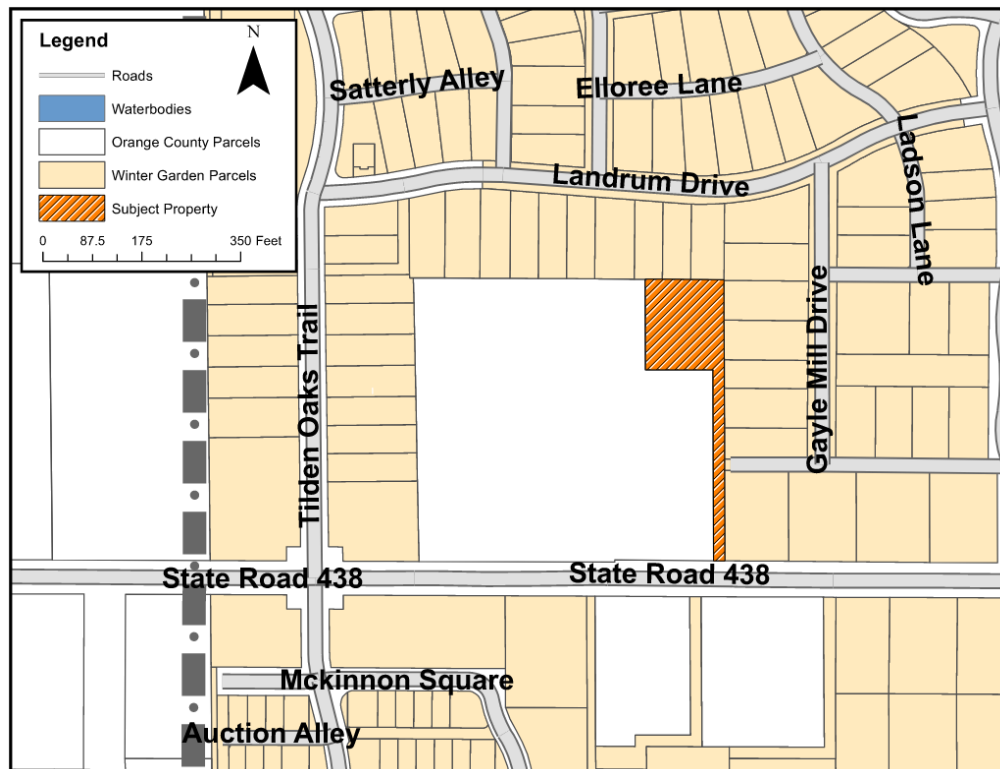 Legend
N
Roads
Waterbodies
Orange County Parcels
Winter Garden Parcels
Subject Property
0 87.5 175 350 Feet
Satterly Alley
Elloree Lane
Landrum Drive
Ladson Lane
Gayle Mill Drive
Tilden Oaks Trail
State Road 438
State Road 438
Mckinnon Square
Auction Alley